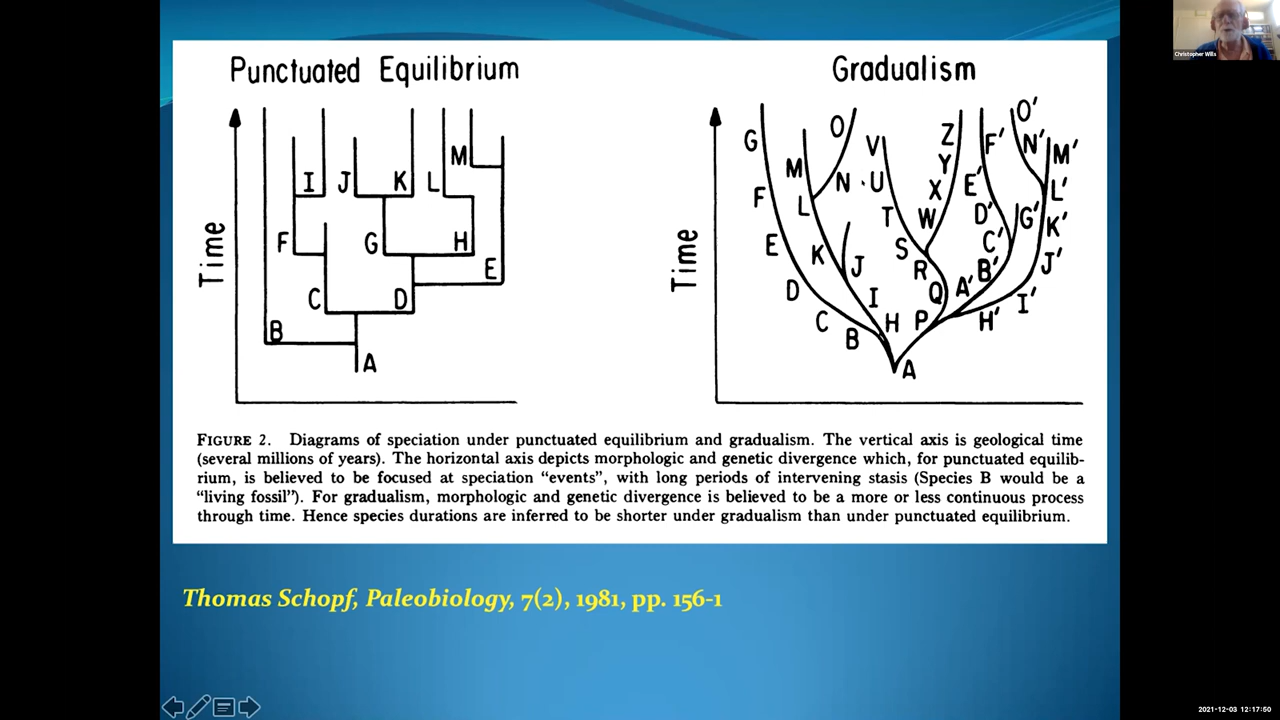 Christopher Wills
Punctuated Equilibrium
Time
I
J
K
L
M
F
G
H
E
C
D
B
A
Gradualism
Time
G
F
E
D
C
B
M
L
K
O
N
J
I
H
V
U
T
S
Z
Y
X
W
R
Q
P
A
F'
E'
D'
C'
B'
A'
G'
O'
N'
M'
L'
K'
J'
I'
H'
FIGURE 2. Diagrams of speciation under punctuated equilibrium and gradualism. The vertical axis is geological time
(several millions of years). The horizontal axis depicts morphologic and genetic divergence which, for punctuated equilib-
rium, is believed to be focused at speciation “events”, with long periods of intervening stasis (Species B would be a
“living fossil”). For gradualism, morphologic and genetic divergence is believed to be a more or less continuous process
through time. Hence species durations are inferred to be shorter under gradualism than under punctuated equilibrium.
Thomas Schopf, Paleobiology, 7(2), 1981, pp. 156-1
2021-12-03 12:17:50